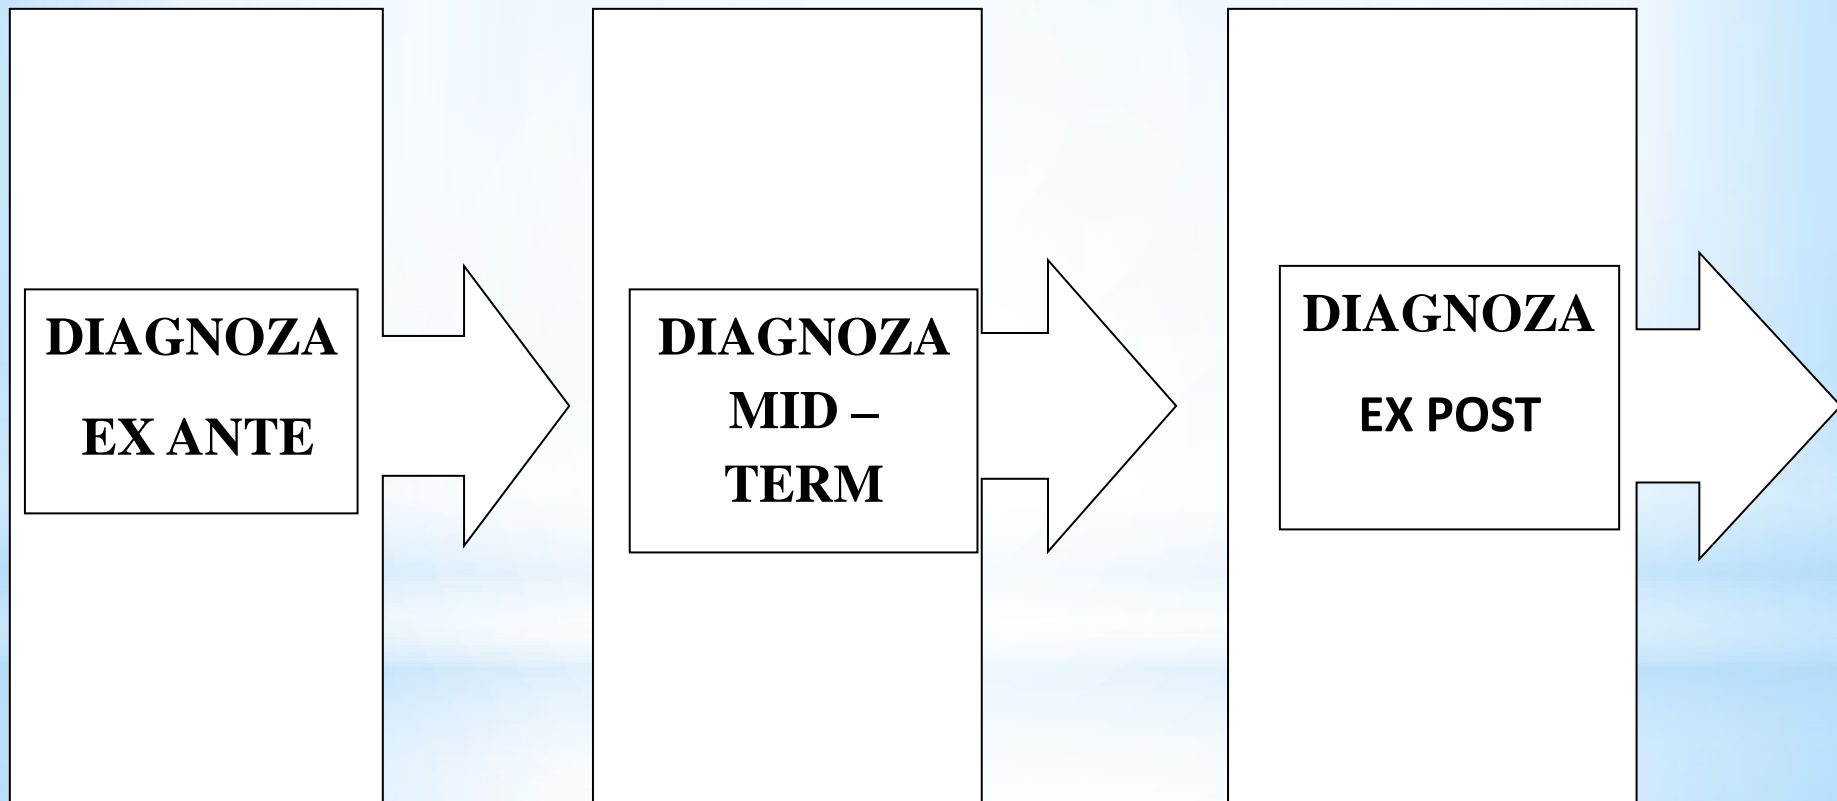 DIAGNOZA
EX ANTE
DIAGNOZA
MID –
TERM
DIAGNOZA
EX POST